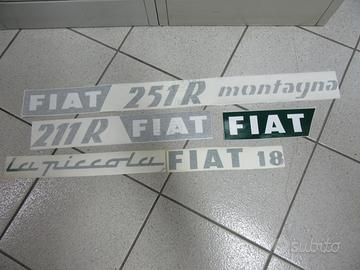 FIAT 251R montagna
211R FIAT FIAT
la piccola FIAT 18
subito